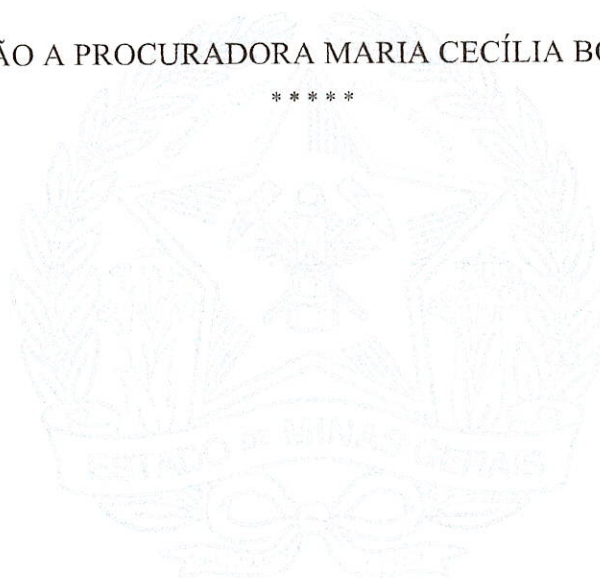 ÃO A PROCURADORA MARIA CECÍLIA BO
* * * * *
ESTADO DE MINAS GERAIS